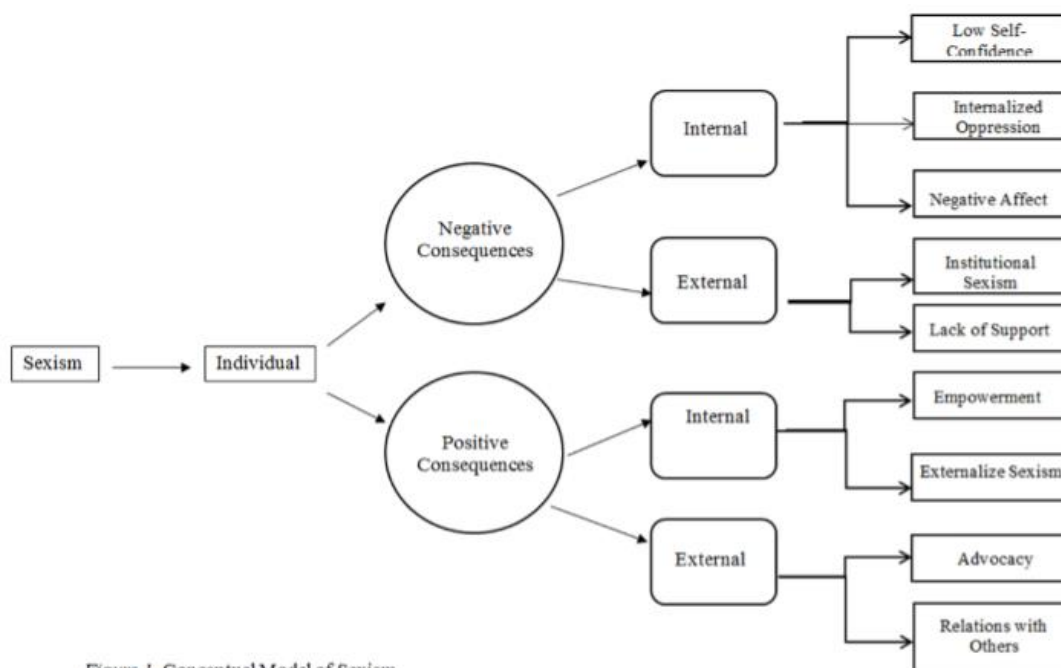 Low Self-
Confidence
Internal
Internalized
Oppression
Negative Affect
Negative
Consequences
External
Institutional
Sexism
Lack of Support
Sexism
Individual
Internal
Empowerment
Positive
Consequences
Externalize Sexism
External
Advocacy
Relations with
Others
Figure 1. Conceptual Model of Sexism